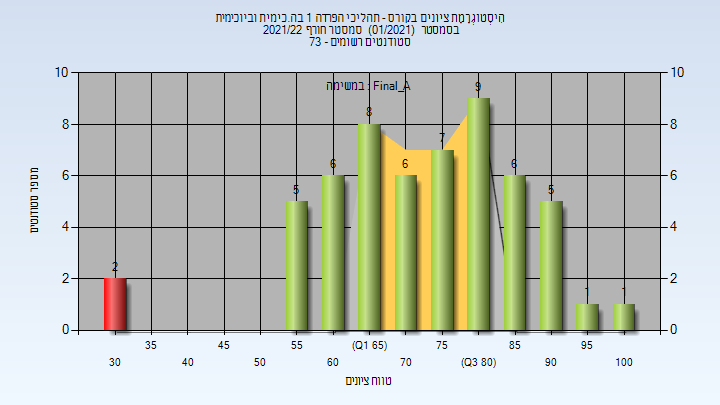 הִיסטוֹגְרָמַת ציונים בקורס - תהליכי הפרדה 1 בה.כימית וביוכימית
בסמסטר (01/2021) סמסטר חורף 2021/22
סטודנטים רשומים - 73
במשימה : Final_A
מספר סטודנטים
10 10
8 8
6 6
4 4
2 2
0 0
2 5 6 8 6 7 9 6 5 1 1
35 45 55 (Q1 65) 75 85 95
30 40 50 60 70 (Q3 80) 90 100
טווח ציונים